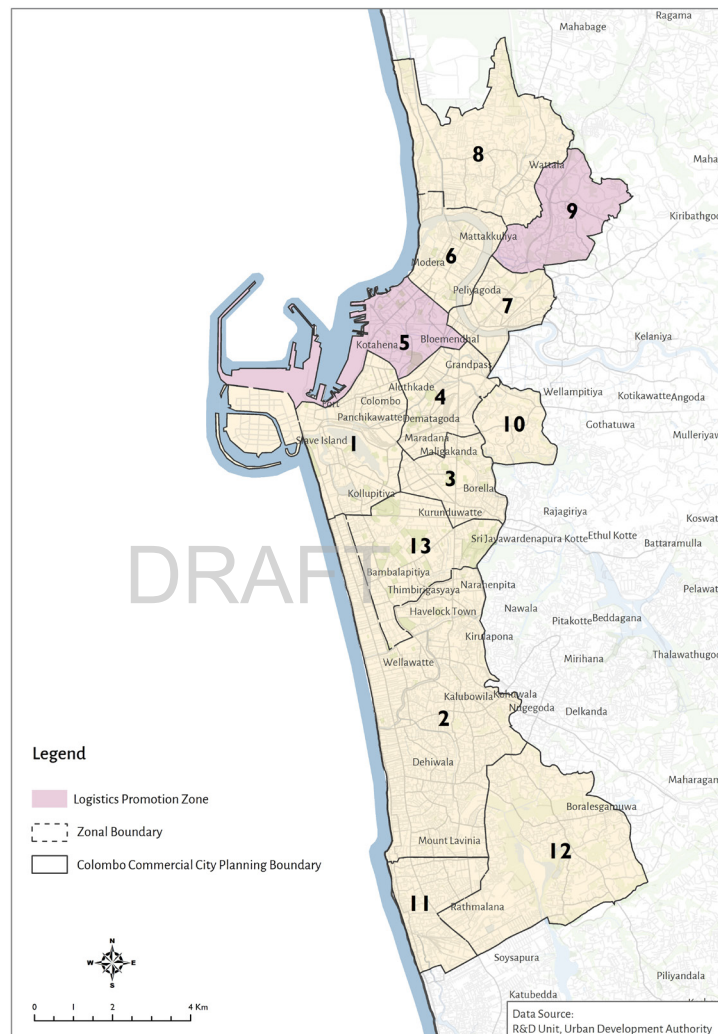 Ragama
Mahabage
8
Wattala
Maha
9
Kiribathgo
Mattakkuliya
6
Modera
Peliyagoda
7
5
Kotahena
Bloemendhal
Kelaniya
Grandpass
Aluthkade
4
Wellampitiya
Kotikawatte
Angoda
Fort
Colombo
Panchikawatte
Dematagoda
10
Gothatuwa
Mulleriyaw
Slave Island
1
Maradana
Maligakanda
3
Kollupitiya
Borella
Kurunduwatte
Rajagiriya
Koswat
Sri Jayawardenapura Kotte
Ethul Kotte
Battaramulla
13
DRAFT
Bambalapitiya
Thimbirigasyaya
Narahenpita
Pelawat
Havelock Town
Nawala
Pitakotte
Beddagana
Kirulapona
Wellawatte
Mirihana
Thalawathugod
Kalubowila
Kohuwala
Nugegoda
Delkanda
2
Legend
Dehiwala
Maharagam
Logistics Promotion Zone
Boralesgamuwa
Zonal Boundary
Mount Lavinia
12
Colombo Commercial City Planning Boundary
11
Rathmalana
N
W
E
S
Soysapura
Piliyandala
Katubedda
0 1 2 4 Km
Data Source:
R&D Unit, Urban Development Authority